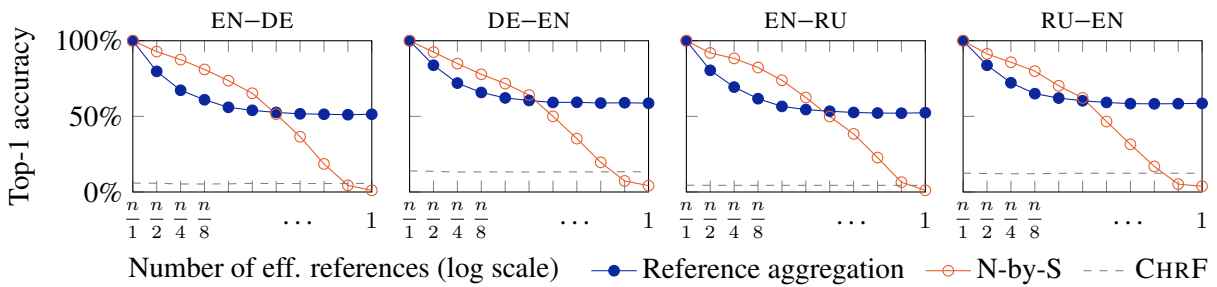 EN–DE DE–EN EN–RU RU–EN
Top-1 accuracy
100%
50%
0%
n/1 n/2 n/4 n/8 ... 1 n/1 n/2 n/4 n/8 ... 1 n/1 n/2 n/4 n/8 ... 1 n/1 n/2 n/4 n/8 ... 1
Number of eff. references (log scale) Reference aggregation N-by-S CHRF